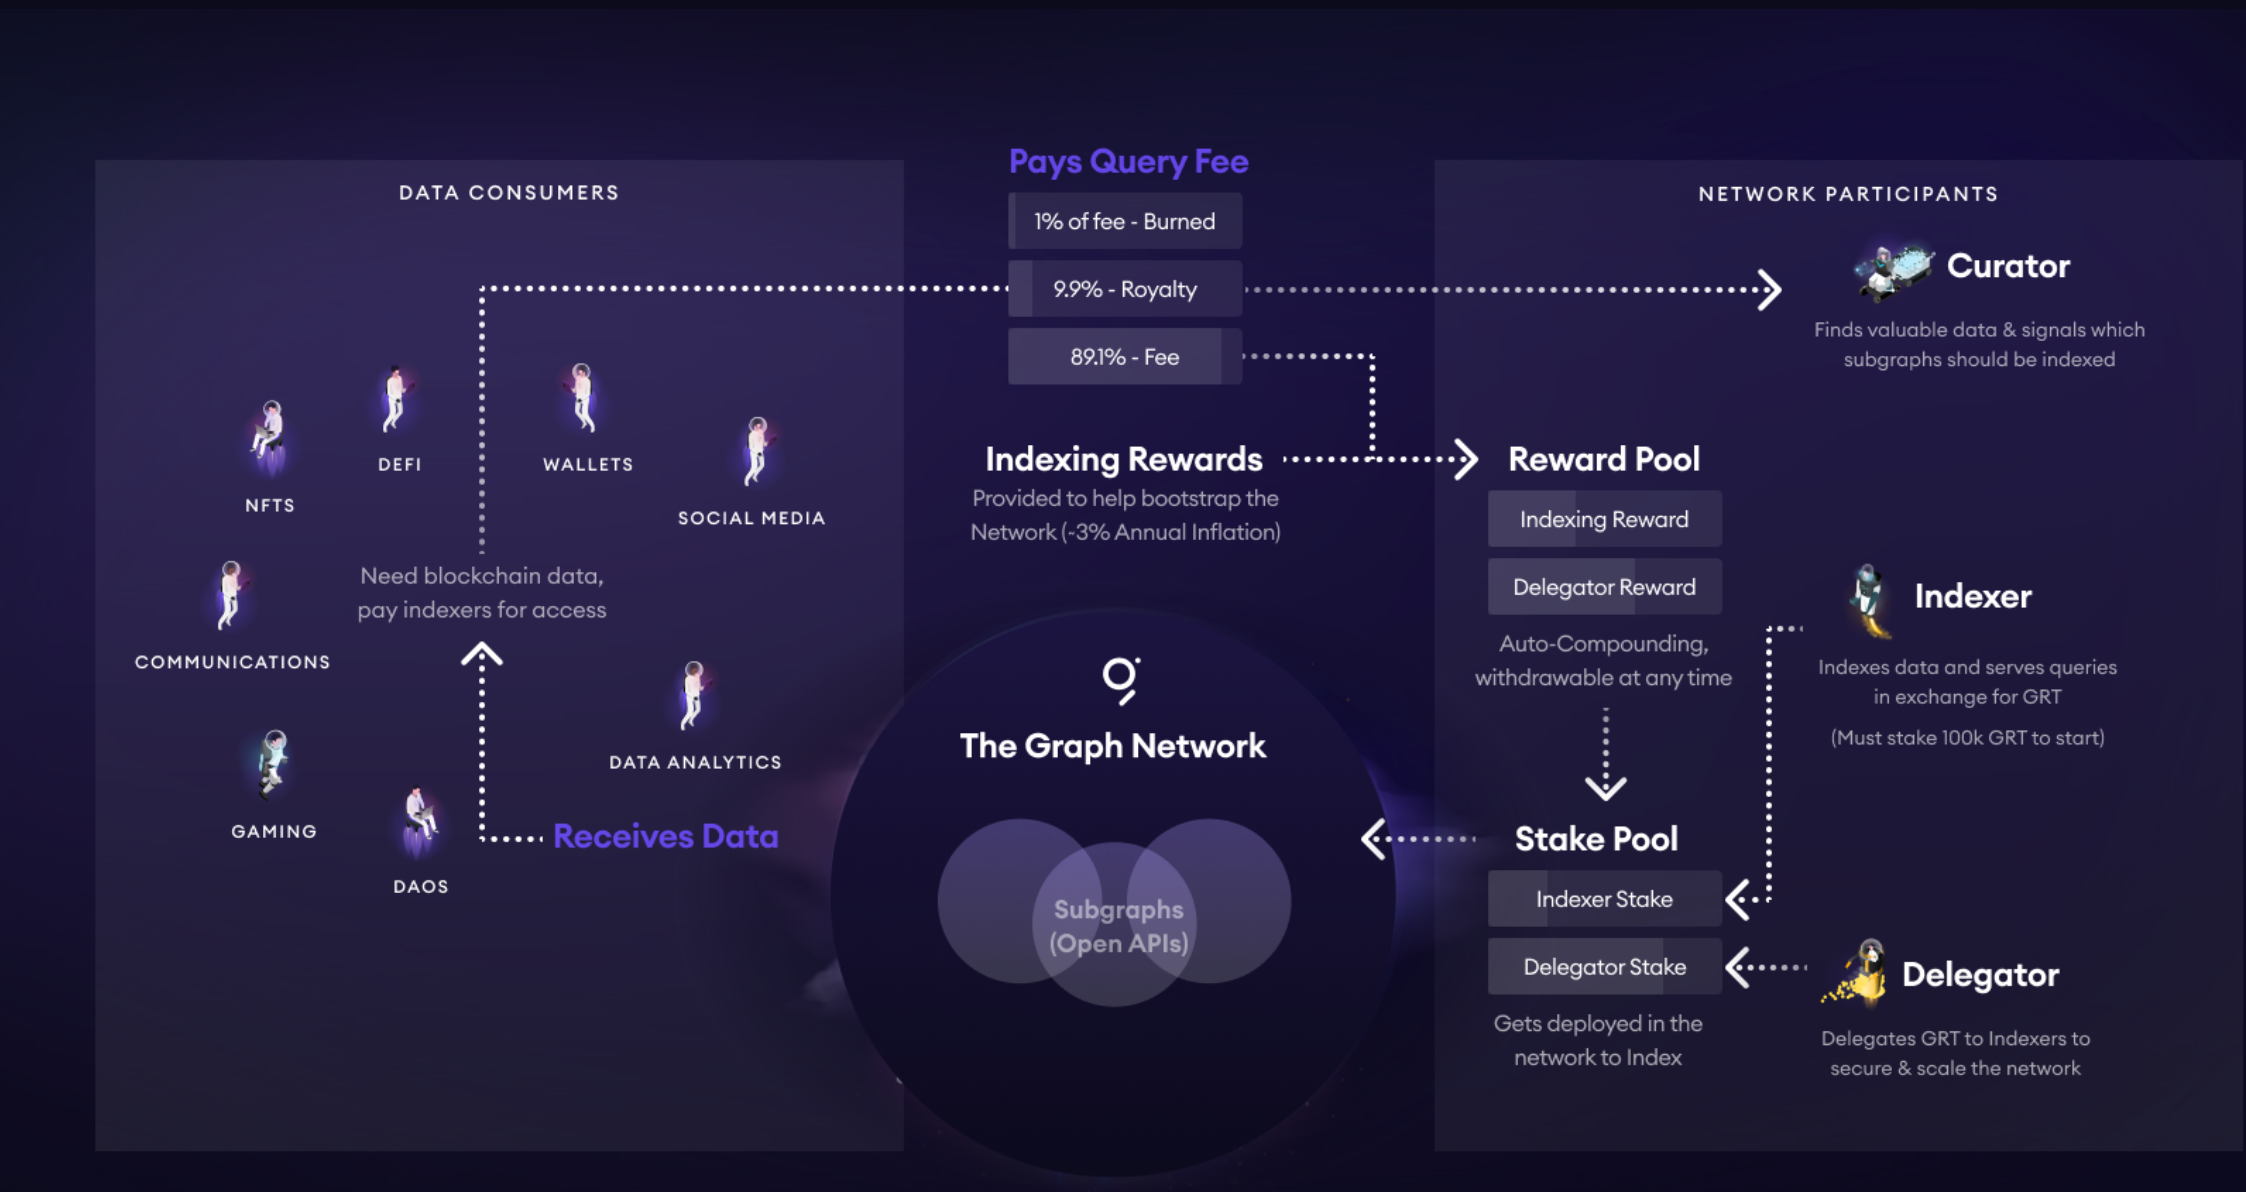 DATA CONSUMERS
NFTS
DEFI
WALLETS
SOCIAL MEDIA
Need blockchain data,
pay indexers for access
COMMUNICATIONS
DATA ANALYTICS
GAMING
DAOS
Receives Data
Pays Query Fee
1% of fee - Burned
9.9% - Royalty
89.1% - Fee
Indexing Rewards
Provided to help bootstrap the
Network (~3% Annual Inflation)
The Graph Network
Subgraphs
(Open APIs)
NETWORK PARTICIPANTS
Curator
Finds valuable data & signals which
subgraphs should be indexed
Reward Pool
Indexing Reward
Delegator Reward
Auto-Compounding,
withdrawable at any time
Indexer
Indexes data and serves queries
in exchange for GRT
(Must stake 100k GRT to start)
Stake Pool
Indexer Stake
Delegator Stake
Gets deployed in the
network to Index
Delegator
Delegates GRT to Indexers to
secure & scale the network